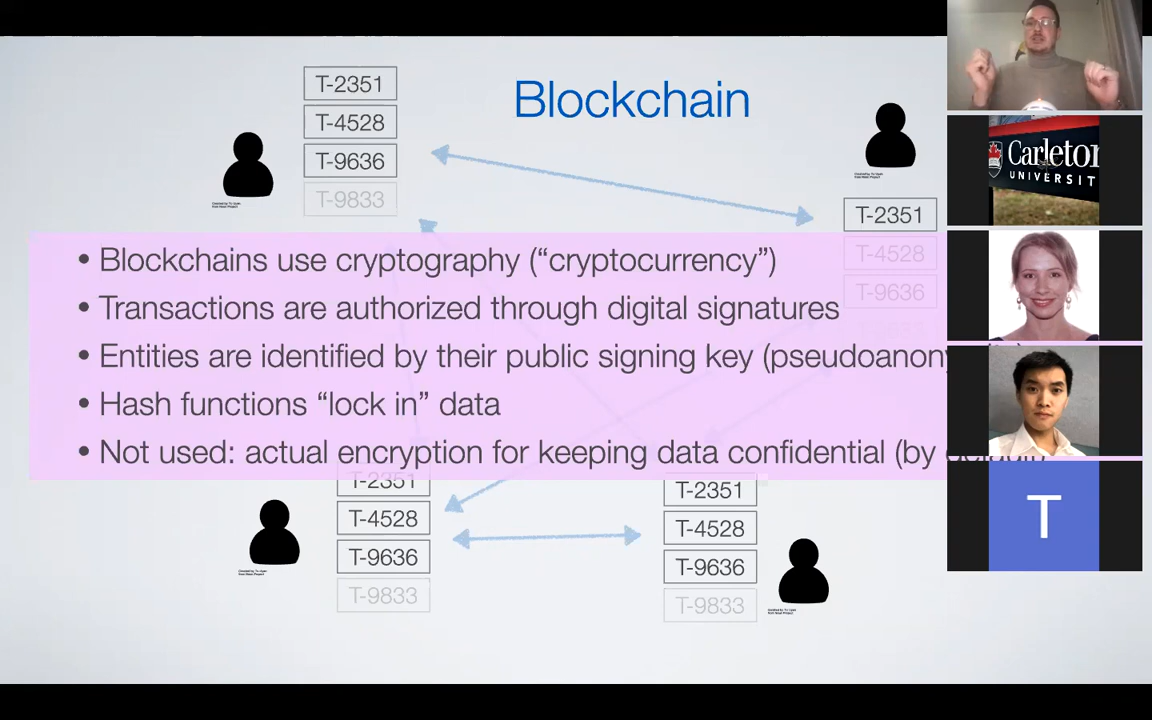 Blockchain
T-2351
T-4528
T-9636
T-9833
T-2351
T-4528
T-9636
• Blockchains use cryptography (“cryptocurrency”)
• Transactions are authorized through digital signatures
• Entities are identified by their public signing key
• Hash functions “lock in” data
• Not used: actual encryption for keeping data confidential (by
T-2351
T-4528
T-9636
T-9833
T-2351
T-4528
T-9636
T-9833
Carleton
UNIVERSIT
T